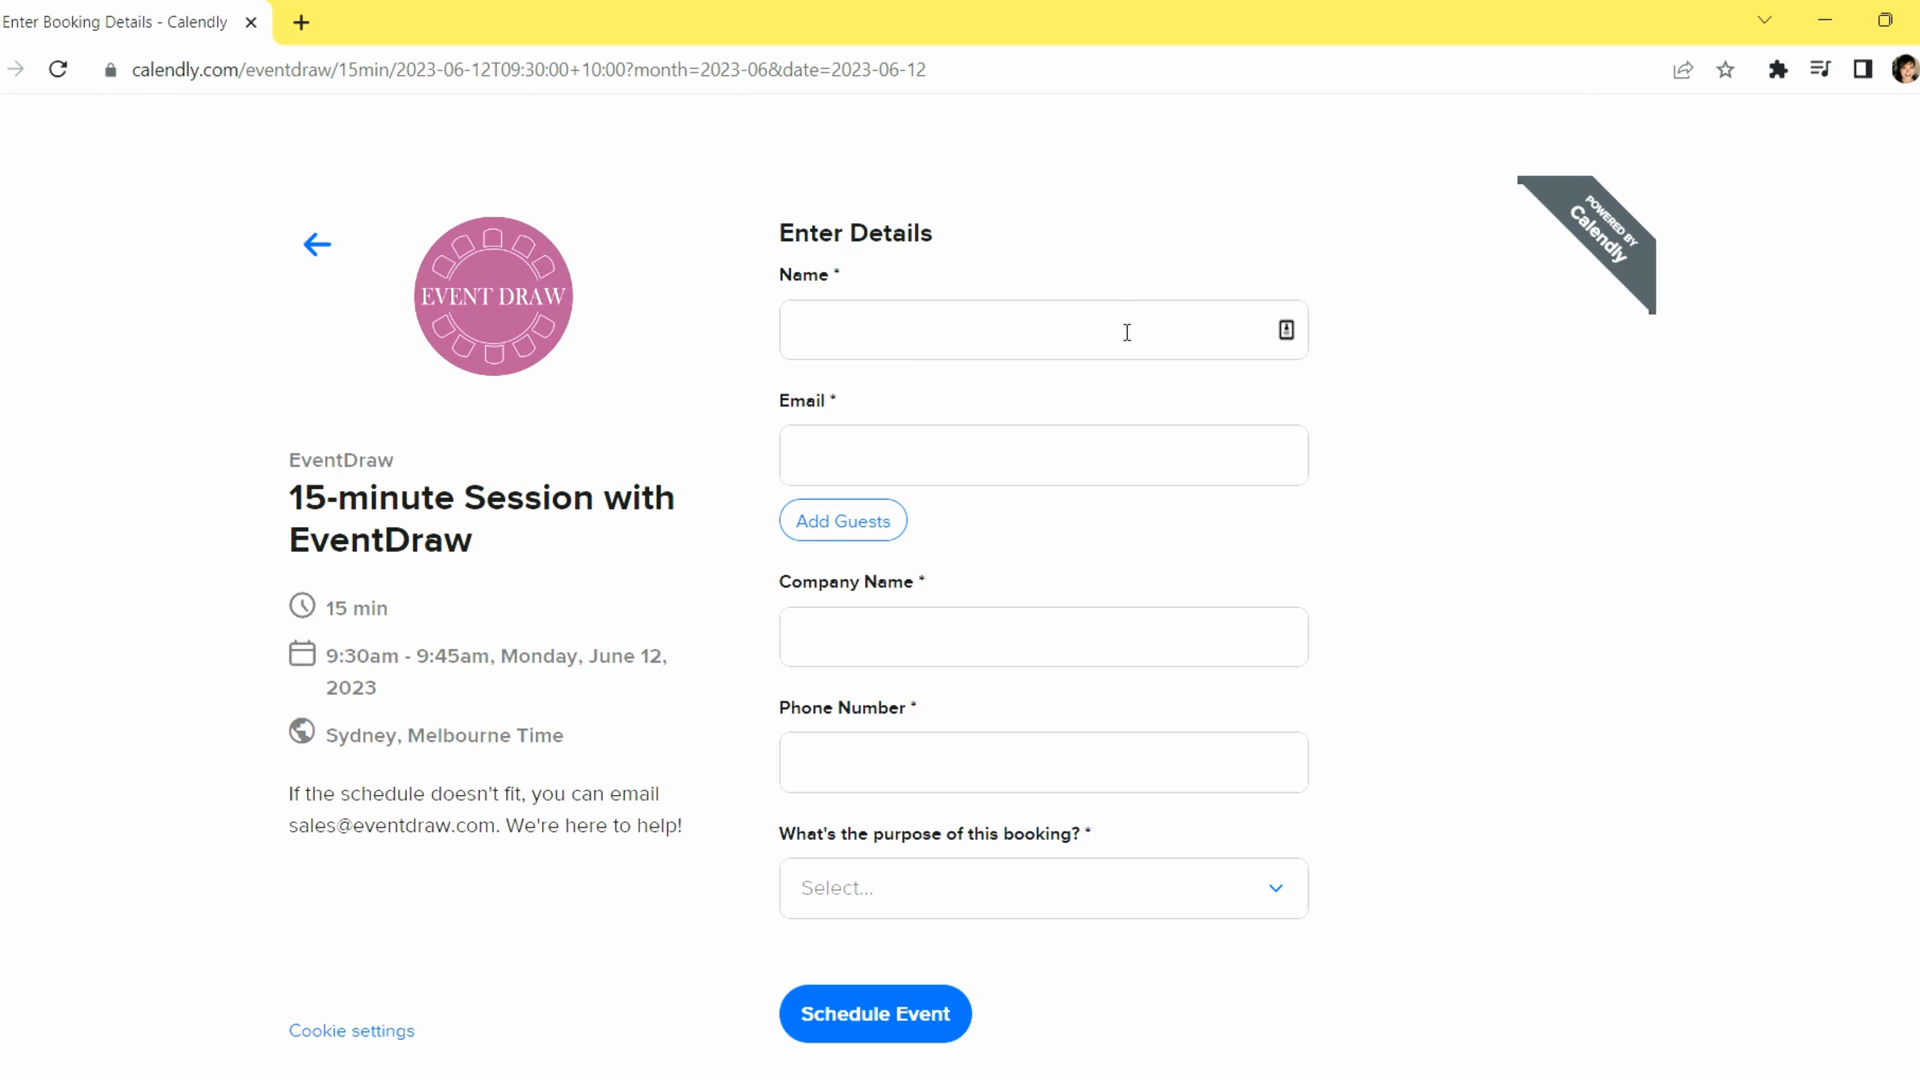 Enter Booking Details - Calendly
calendly.com/eventdraw/15min/2023-06-12T09:30:00+10:00?month=2023-06&date=2023-06-12
EVENT DRAW
EventDraw
15-minute Session with
EventDraw
15 min
9:30am - 9:45am, Monday, June 12,
2023
Sydney, Melbourne Time
If the schedule doesn't fit, you can email
sales@eventdraw.com. We're here to help!
Cookie settings
Enter Details
Name *
Email *
Add Guests
Company Name *
Phone Number *
What's the purpose of this booking? *
Select...
Schedule Event
POWERED BY
Calendly